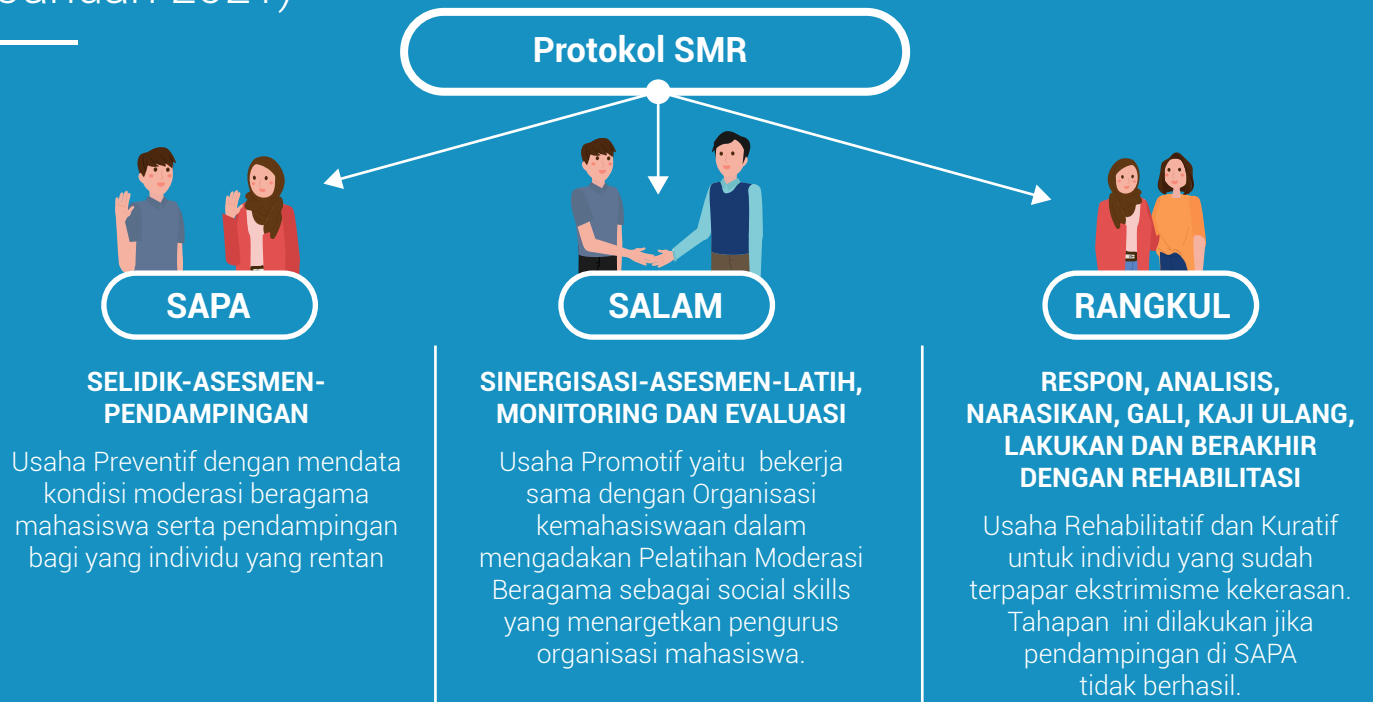 2021)
Protokol SMR
SAPA
SELIDIK-ASESMEN-
PENDAMPINGAN
Usaha Preventif dengan mendata
kondisi moderasi beragama
mahasiswa serta pendampingan
bagi yang individu yang rentan
SALAM
SINERGISASI-ASESMEN-LATIH,
MONITORING DAN EVALUASI
Usaha Promotif yaitu bekerja
sama dengan Organisasi
kemahasiswaan dalam
mengadakan Pelatihan Moderasi
Beragama sebagai social skills
yang menargetkan pengurus
organisasi mahasiswa.
RANGKUL
RESPON, ANALISIS,
NARASIKAN, GALI, KAJI ULANG,
LAKUKAN DAN BERAKHIR
DENGAN REHABILITASI
Usaha Rehabilitatif dan Kuratif
untuk individu yang sudah
terpapar ekstrimisme kekerasan.
Tahapan ini dilakukan jika
pendampingan di SAPA
tidak berhasil.